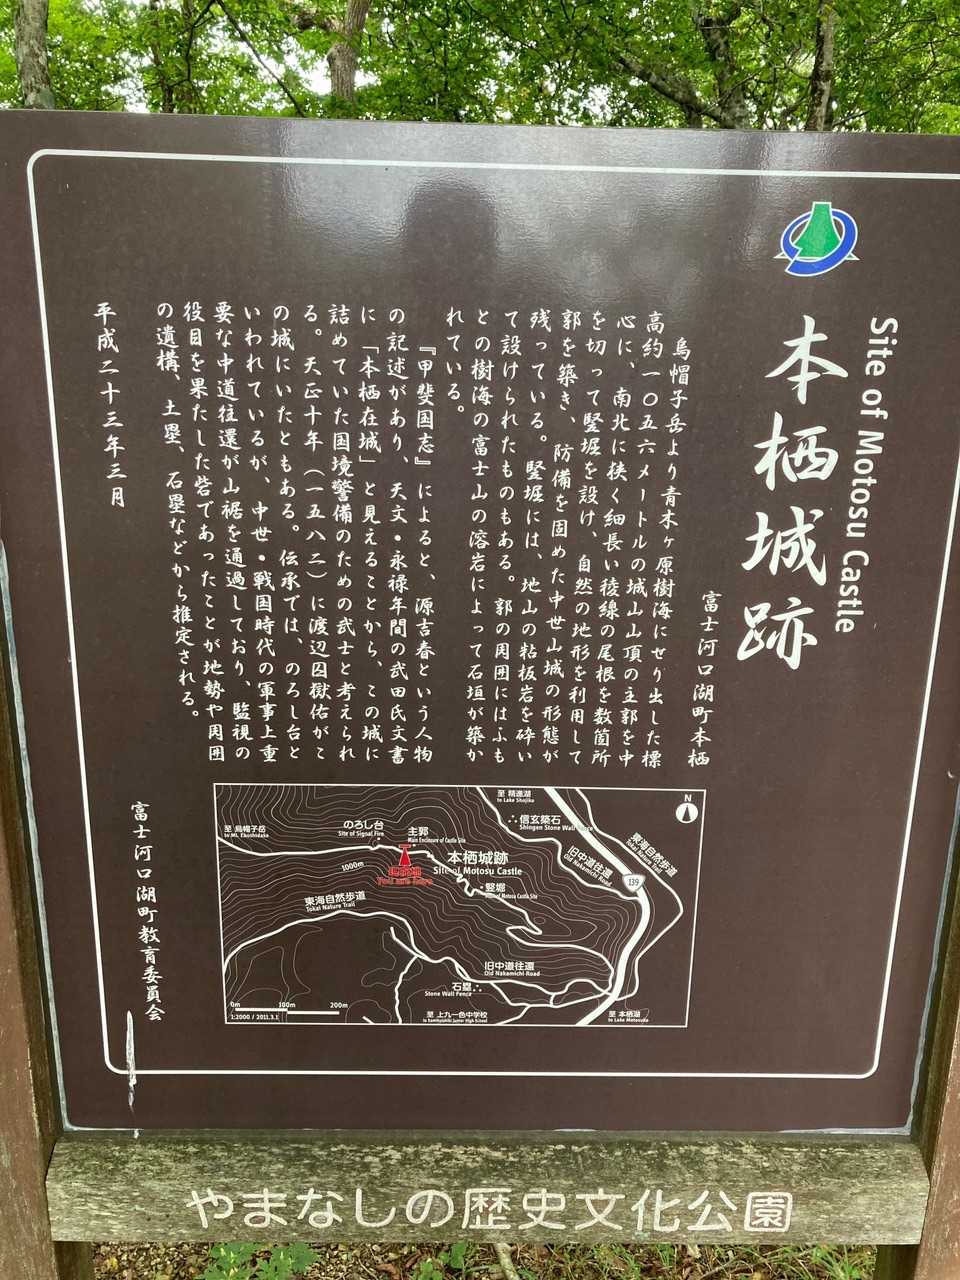 Site of Motosu Castle
本栖城跡
富士河口湖町本栖
烏帽子岳より青木ヶ原樹海にせり出した標
高約一〇五六メートルの城山山頂の主郭を中
心に、南北に狭く細長い稜線の尾根を数箇所
を切って竪堀を設け、自然の地形を利用して
郭を築き、防備を固めた中世山城の形態が
残っている。竪堀には、地山の粘板岩を砕い
て設けられたものもある。郭の周囲にはふも
との樹海の富士山の溶岩によって石垣が築か
れている。
『甲斐国志』によると、源吉春という人物
の記述があり、天文・永禄年間の武田氏文書
に「本栖在城」と見えることから、この城に
詰めていた国境警備のための武士と考えられ
る。天正十年（一五八二）に渡辺囚獄佑がこ
の城にいたともある。伝承では、のろし台と
いわれているが、中世・戦国時代の軍事上重
要な中道往還が山裾を通過しており、監視の
役目を果たした砦であったことが地勢や周囲
の遺構、土塁、石塁などから推定される。
平成二十三年三月
富士河口湖町教育委員会
至 精進湖
to Lake Shojiko
N
信玄築石
Shingen Stone Wall Fence
東海自然歩道
Tokai Nature Trail
旧中道往還
Old Nakamichi Road
139
至 烏帽子岳
to Mt. Eboshidake
のろし台
Site of Signal Fire
主郭
Main Enclosure of Castle Site
本栖城跡
Site of Motosu Castle
現在地
You are here
1000m
竪堀
東海自然歩道
Tokai Nature Trail
旧中道往還
Old Nakamichi Road
石塁
Stone Wall Fence
0m 100m 200m
1:2000 / 2011.3.1
至 上九一色中学校
to Kamikuishiki Junior High School
至 本栖湖
to Lake Motosuko
やまなしの歴史文化公園